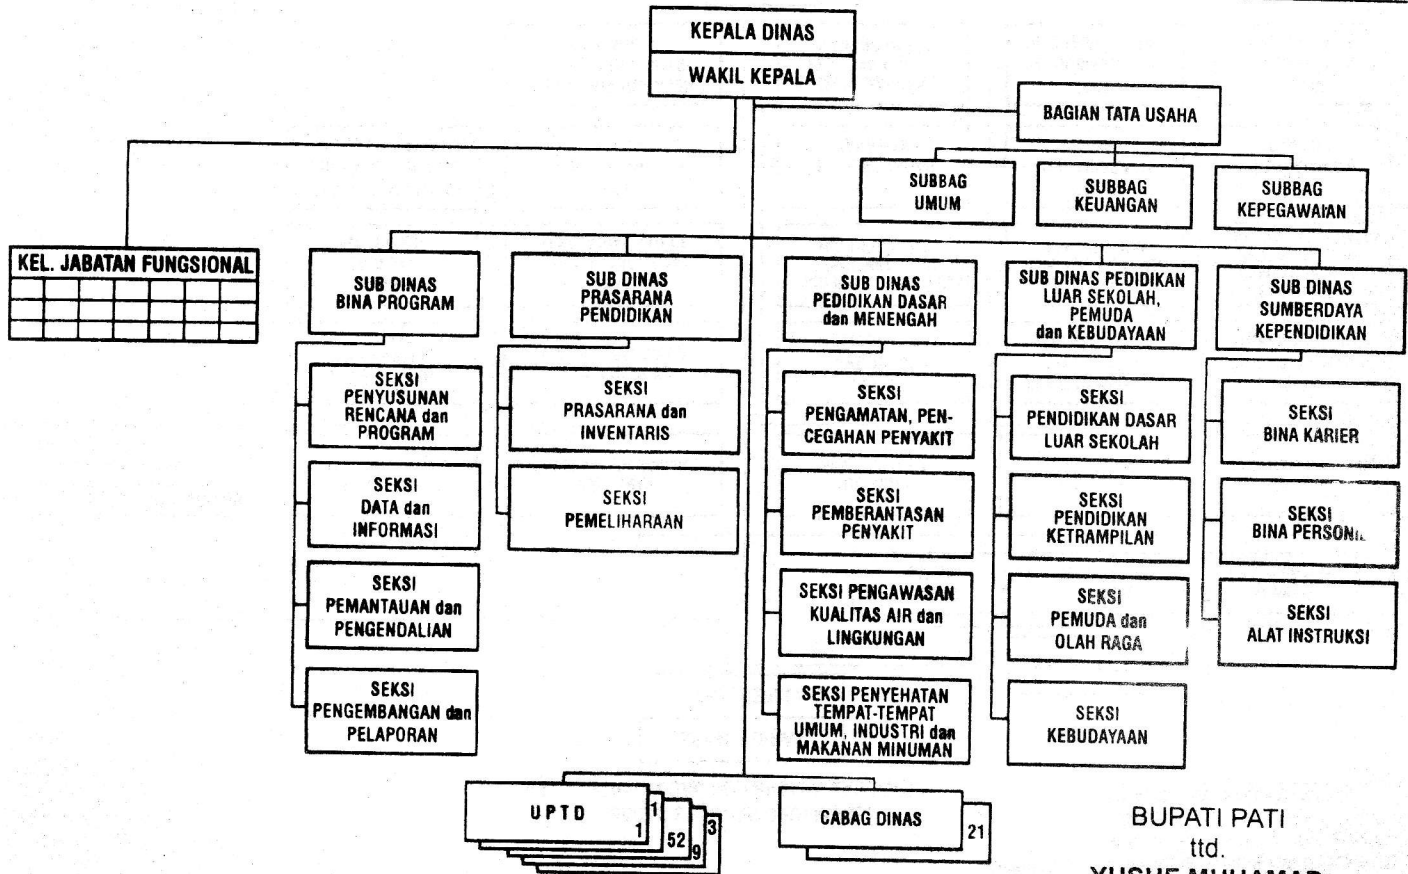 KEPALA DINAS
WAKIL KEPALA
BAGIAN TATA USAHA
SUBBAG
UMUM
SUBBAG
KEUANGAN
SUBBAG
KEPEGAWAIAN
KEL. JABATAN FUNGSIONAL
SUB DINAS
BINA PROGRAM
SUB DINAS
PRASARANA
PENDIDIKAN
SUB DINAS
PEDIDIKAN DASAR
dan MENENGAH
SUB DINAS PEDIDIKAN
LUAR SEKOLAH,
PEMUDA
dan KEBUDAYAAN
SUB DINAS
SUMBERDAYA
KEPENDIDIKAN
SEKSI
PENYUSUNAN
RENCANA dan
PROGRAM
SEKSI
DATA dan
INFORMASI
SEKSI
PEMANTAUAN dan
PENGENDALIAN
SEKSI
PENGEMBANGAN dan
PELAPORAN
SEKSI
PRASARANA dan
INVENTARIS
SEKSI
PEMELIHARAAN
SEKSI
PENGAMATAN, PEN-
CEGAHAN PENYAKIT
SEKSI
PEMBERANTASAN
PENYAKIT
SEKSI PENGAWASAN
KUALITAS AIR dan
LINGKUNGAN
SEKSI PENYEHATAN
TEMPAT-TEMPAT
UMUM, INDUSTRI dan
MAKANAN MINUMAN
SEKSI
PENDIDIKAN DASAR
LUAR SEKOLAH
SEKSI
PENDIDIKAN
KETRAMPILAN
SEKSI
PEMUDA dan
OLAH RAGA
SEKSI
KEBUDAYAAN
SEKSI
BINA KARIER
SEKSI
BINA
SEKSI
ALAT INSTRUKSI
UPTD
1
1
52
9
3
CABAG DINAS
21
BUPATI PATI
ttd.